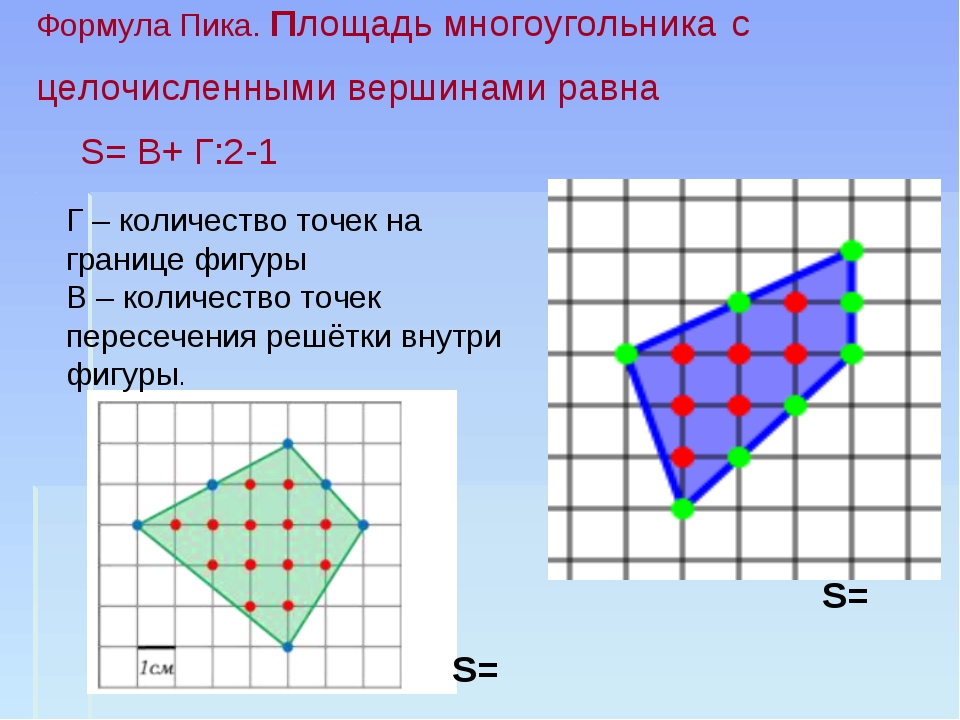 Формула Пика. Площадь многоугольника с
целочисленными вершинами равна
S= В+ Г:2-1
Г – количество точек на
границе фигуры
В – количество точек
пересечения решётки внутри
фигуры.
1см
S=
S=